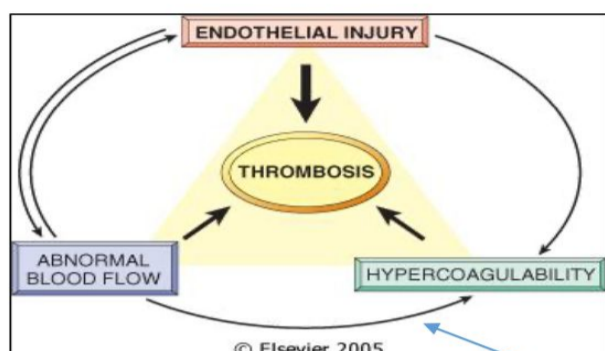 ENDOTHELIAL INJURY
THROMBOSIS
ABNORMAL
BLOOD FLOW
HYPERCOAGULABILITY
© Elsevier 2005